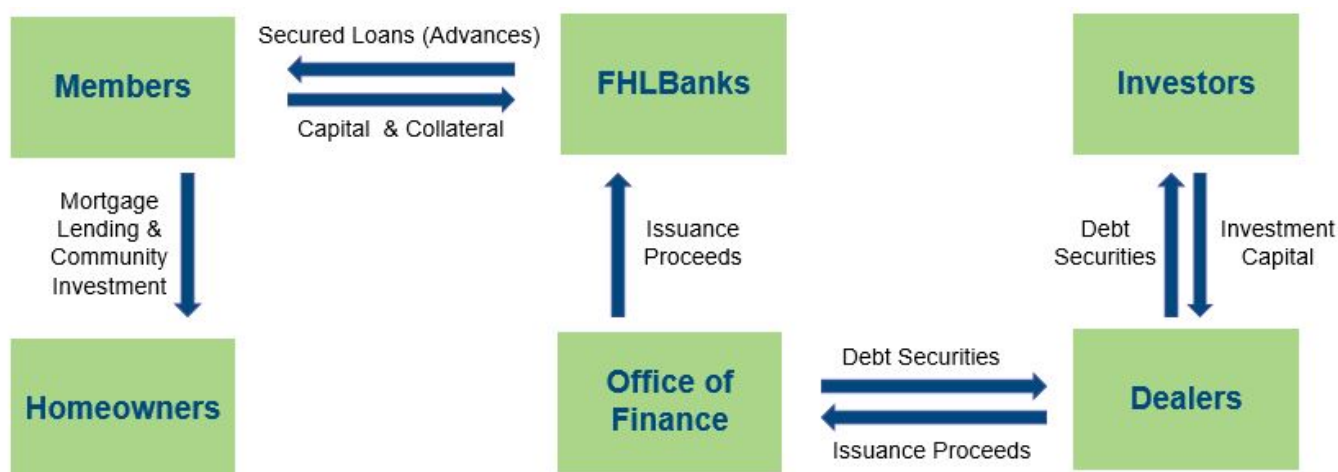 Secured Loans (Advances)
Members
FHLBanks
Investors
Capital & Collateral
Mortgage
Lending &
Community
Investment
Issuance
Proceeds
Debt
Securities
Investment
Capital
Homeowners
Office of
Finance
Debt Securities
Issuance Proceeds
Dealers